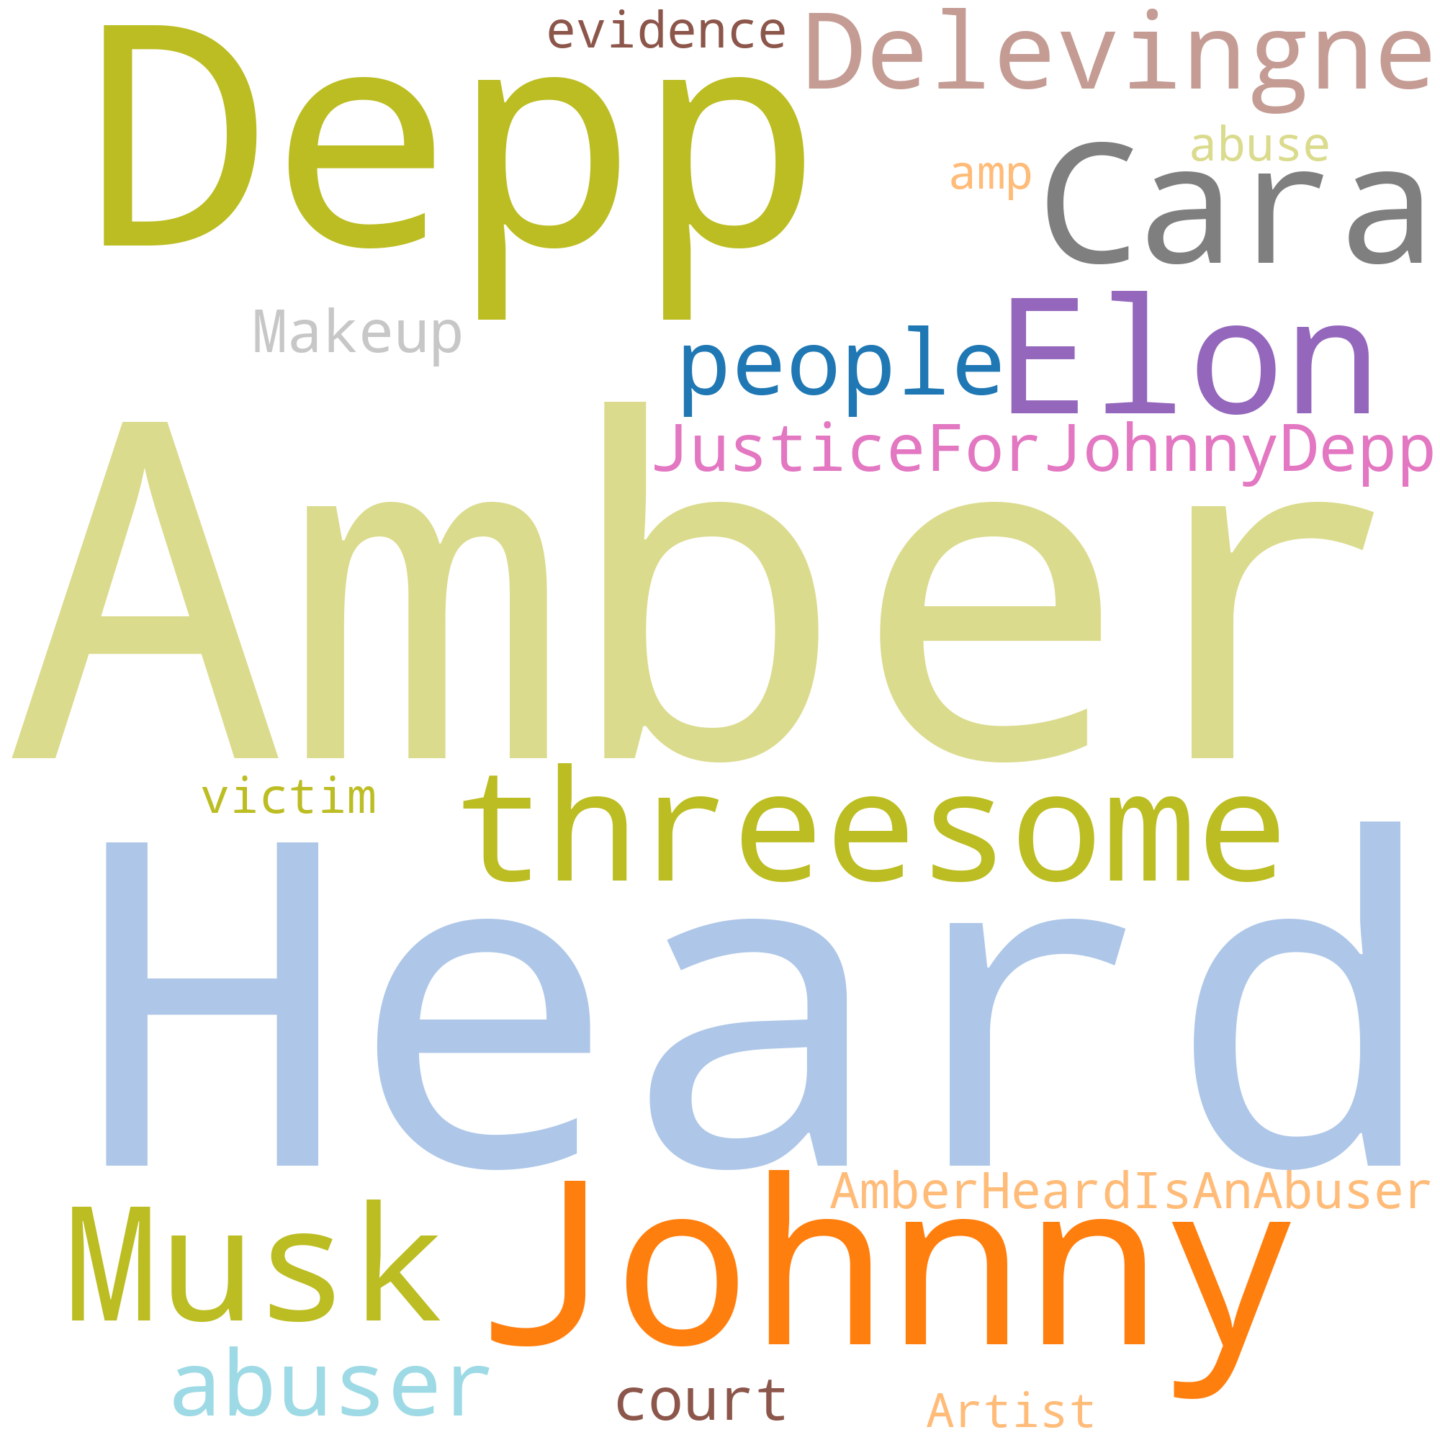 evidence
Delevingne
Depp
abuse
amp
Cara
Makeup
people
Elon
JusticeForJohnnyDepp
Amber
victim
threesome
Heard
AmberHeardIsAnAbuser
Musk
Johnny
abuser
court
Artist